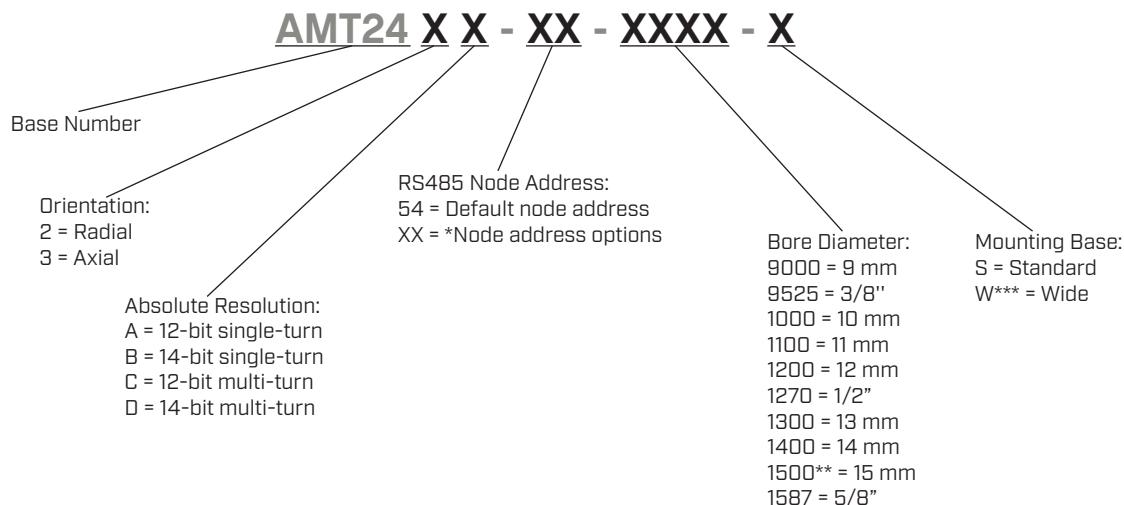 AMT24 X X - XX - XXXX - X
Base Number
Orientation:
2 = Radial
3 = Axial
Absolute Resolution:
A = 12-bit single-turn
B = 14-bit single-turn
C = 12-bit multi-turn
D = 14-bit multi-turn
RS485 Node Address:
54 = Default node address
XX = *Node address options
Bore Diameter:
9000 = 9 mm
9525 = 3/8''
1000 = 10 mm
1100 = 11 mm
1200 = 12 mm
1270 = 1/2”
1300 = 13 mm
1400 = 14 mm
1500** = 15 mm
1587 = 5/8”
Mounting Base:
S = Standard
W*** = Wide